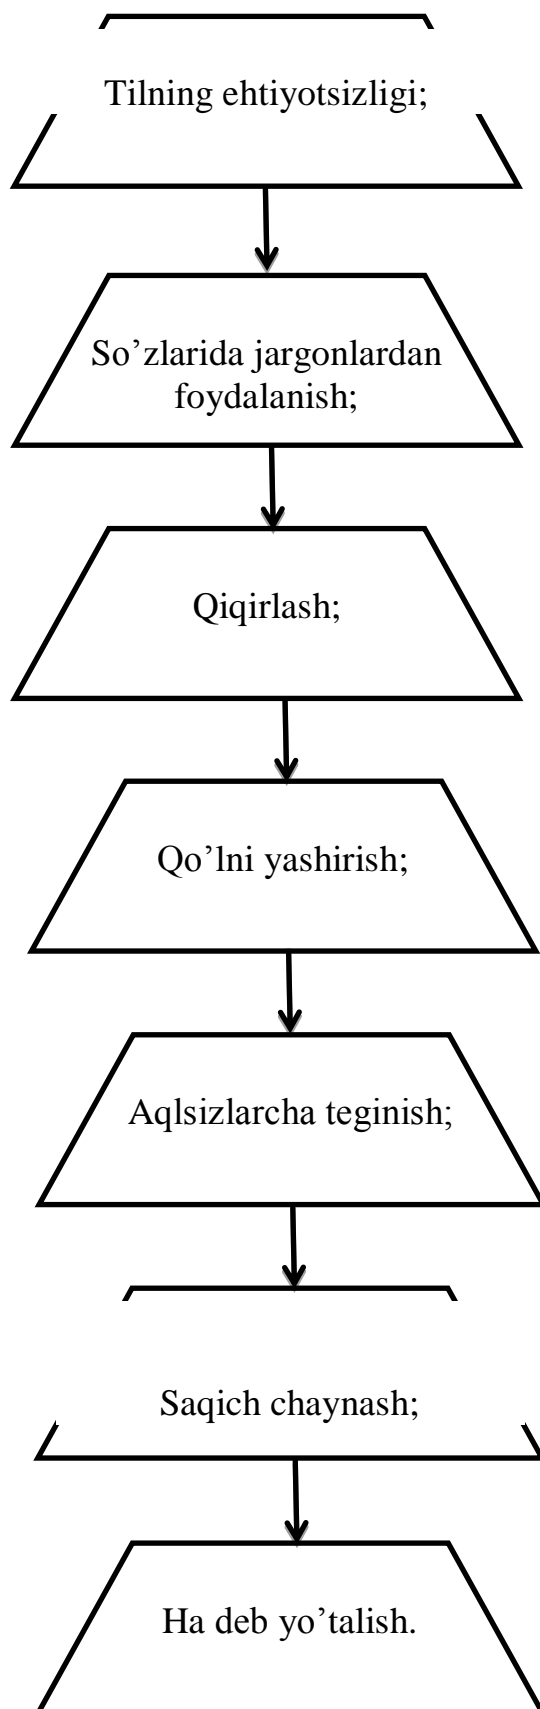 Tilning ehtiyotsizligi;
So’zlarida jargonlardan
foydalanish;
Qiqirlash;
Qo’lni yashirish;
Aqlsizlarcha teginish;
Saqich chaynash;
Ha deb yo’talish.